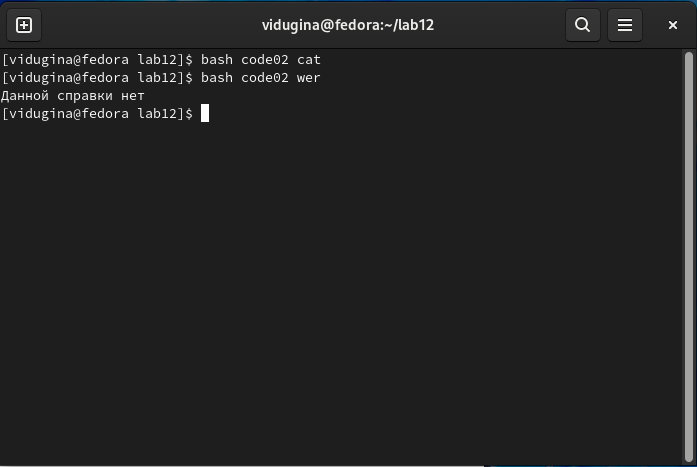 vidugina@fedora:~/lab12
[vidugina@fedora lab12]$ bash code02 cat
[vidugina@fedora lab12]$ bash code02 wer
Данной справки нет
[vidugina@fedora lab12]$